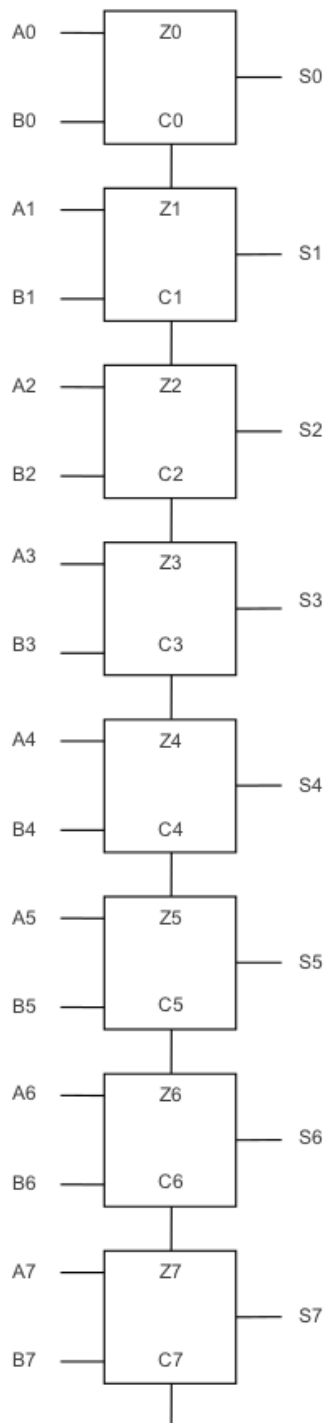 A0 Z0
S0
B0 C0
A1 Z1
S1
B1 C1
A2 Z2
S2
B2 C2
A3 Z3
S3
B3 C3
A4 Z4
S4
B4 C4
A5 Z5
S5
B5 C5
A6 Z6
S6
B6 C6
A7 Z7
S7
B7 C7